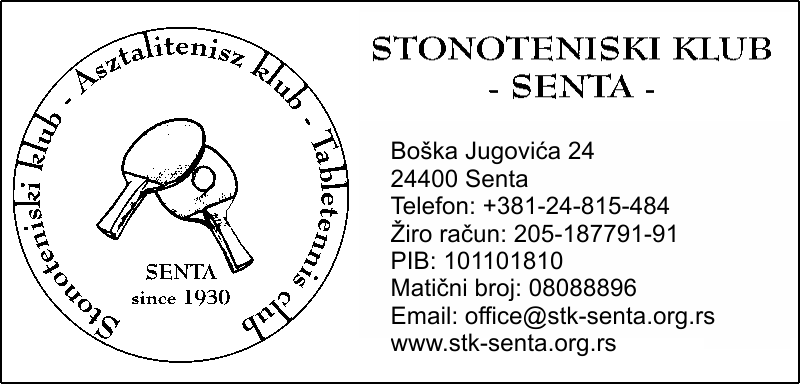 Stonoteniski klub - Asztalitenisz klub - Tabletennis club
SENTA
since 1930
STONOTENISKI KLUB
- SENTA -
Boška Jugovića 24
24400 Senta
Telefon: +381-24-815-484
Žiro račun: 205-187791-91
PIB: 101101810
Matični broj: 08088896
Email: office@stk-senta.org.rs
www.stk-senta.org.rs